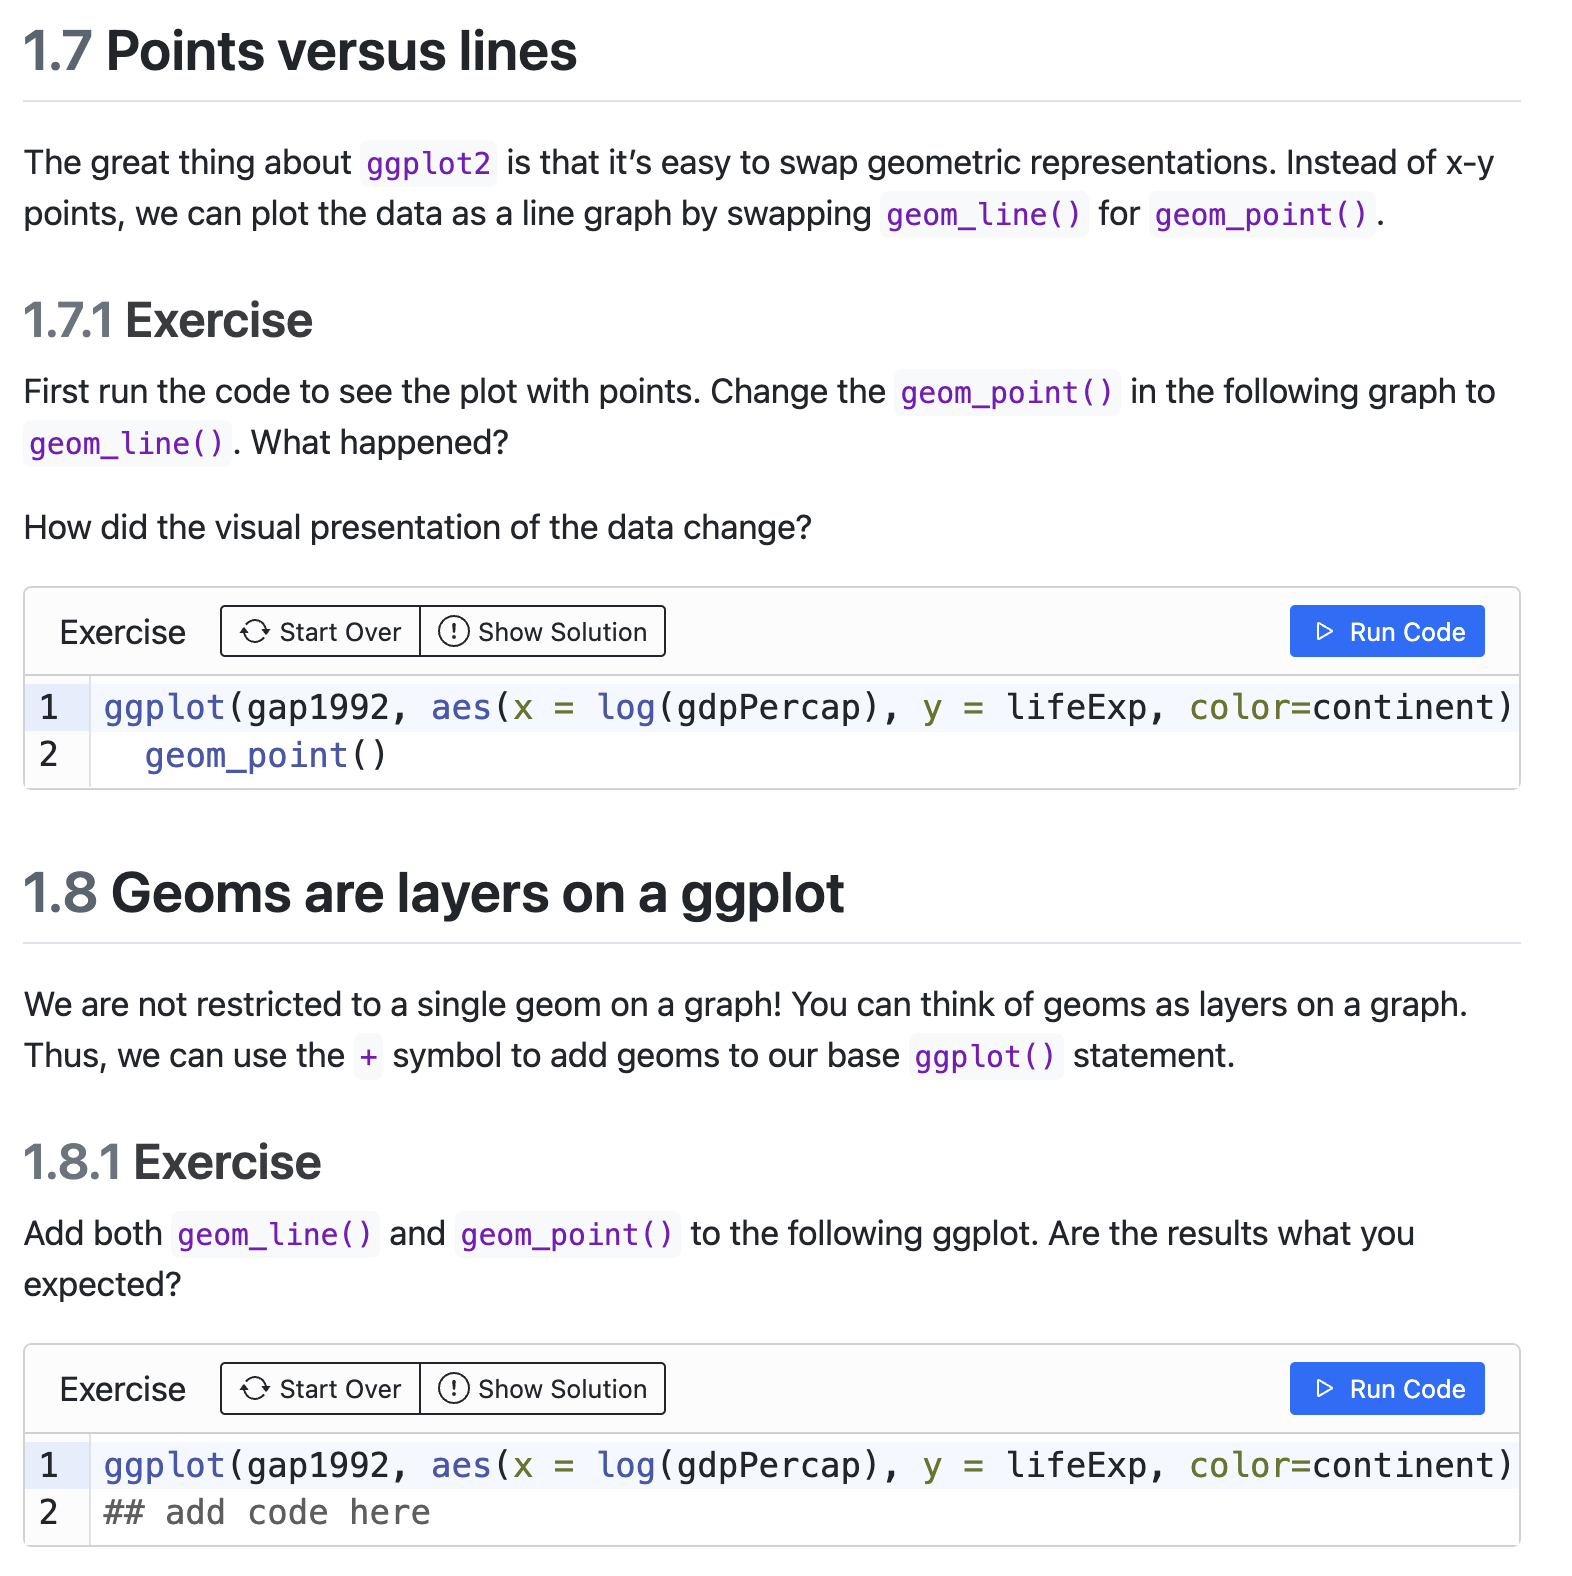 1.7 Points versus lines
The great thing about ggplot2 is that it’s easy to swap geometric representations. Instead of x-y
points, we can plot the data as a line graph by swapping geom_line() for geom_point().
1.7.1 Exercise
First run the code to see the plot with points. Change the geom_point() in the following graph to
geom_line(). What happened?
How did the visual presentation of the data change?
Exercise Start Over Show Solution Run Code
1 ggplot(gap1992, aes(x = log(gdpPercap), y = lifeExp, color=continent)
2   geom_point()
1.8 Geoms are layers on a ggplot
We are not restricted to a single geom on a graph! You can think of geoms as layers on a graph.
Thus, we can use the + symbol to add geoms to our base ggplot() statement.
1.8.1 Exercise
Add both geom_line() and geom_point() to the following ggplot. Are the results what you
expected?
Exercise Start Over Show Solution Run Code
1 ggplot(gap1992, aes(x = log(gdpPercap), y = lifeExp, color=continent)
2 ## add code here